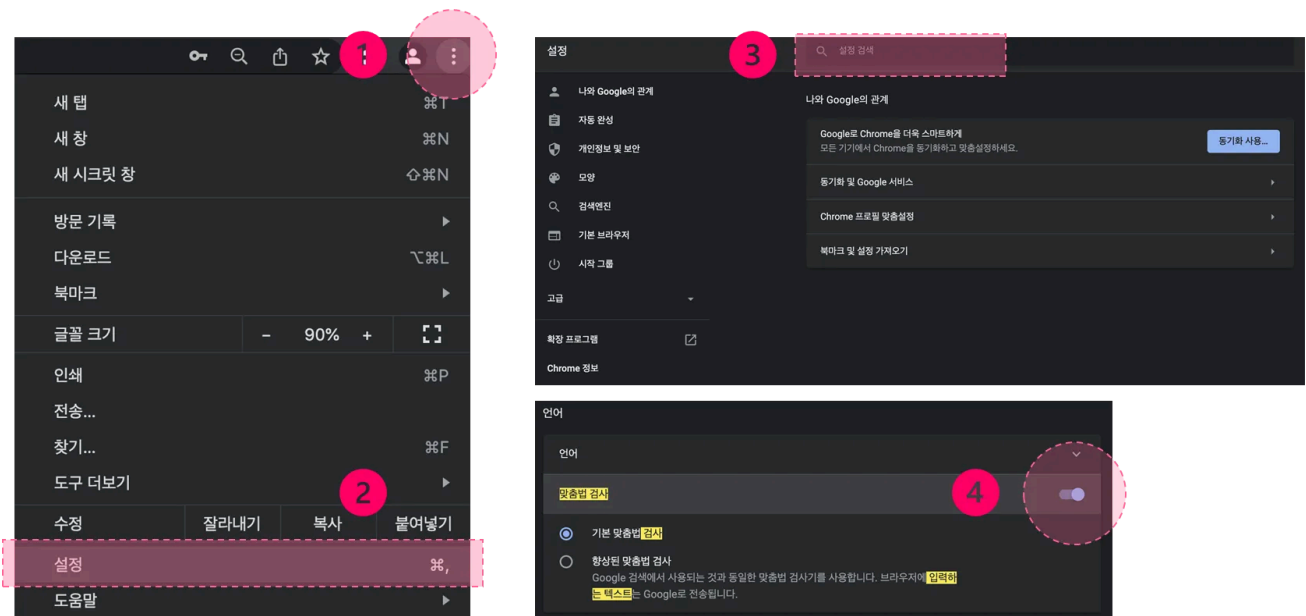 1
새 탭 ⌘T
새 창 ⌘N
새 시크릿 창 ⇧⌘N
방문 기록
다운로드 ⌥⌘L
북마크
글꼴 크기 - 90% +
인쇄 ⌘P
전송...
찾기... ⌘F
도구 더보기
2
수정 잘라내기 복사 붙여넣기
설정 ⌘,
도움말
설정
3
설정 검색
나와 Google의 관계
자동 완성
개인정보 및 보안
모양
검색엔진
기본 브라우저
시작 그룹
고급
확장 프로그램
Chrome 정보
나와 Google의 관계
Google로 Chrome을 더욱 스마트하게
모든 기기에서 Chrome을 동기화하고 맞춤설정하세요.
동기화 사용...
동기화 및 Google 서비스
Chrome 프로필 맞춤설정
북마크 및 설정 가져오기
언어
언어
맞춤법 검사
4
기본 맞춤법 검사
향상된 맞춤법 검사
Google 검색에서 사용되는 것과 동일한 맞춤법 검사기를 사용합니다. 브라우저에 입력하
는 텍스트는 Google로 전송됩니다.